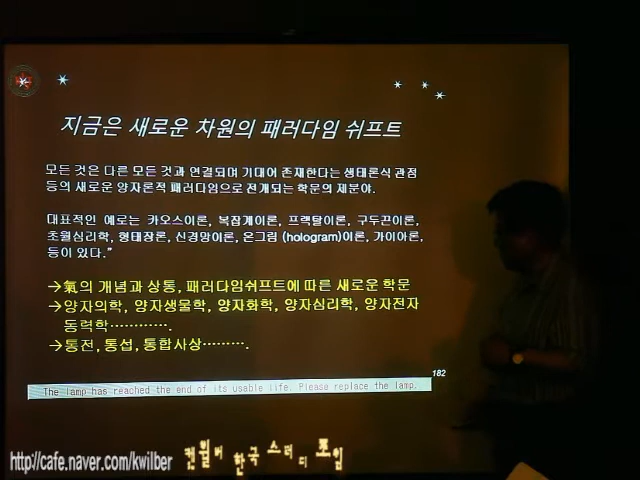 지금은 새로운 차원의 패러다임 쉬프트
모든 것은 다른 모든 것과 연결되며 기대어 존재한다는 생태론식 관점
등의 새로운 양자론적 패러다임으로 전개되는 학문의 제분야.
대표적인 예로는 카오스이론, 복잡계이론, 프랙탈이론, 구두끈이론,
초월심리학, 형태장론, 신경망이론, 온그림 (hologram)이론, 가이아론,
등이 있다."
→氣의 개념과 상통, 패러다임쉬프트에 따른 새로운 학문
→양자의학, 양자생물학, 양자화학, 양자심리학, 양자전자
동력학…………. 
→통전, 통섭, 통합사상……….
182
The lamp has reached the end of its usable life. Please replace the lamp.
http://cafe.naver.com/kwilber 켄윌버 한국 스터디 모임